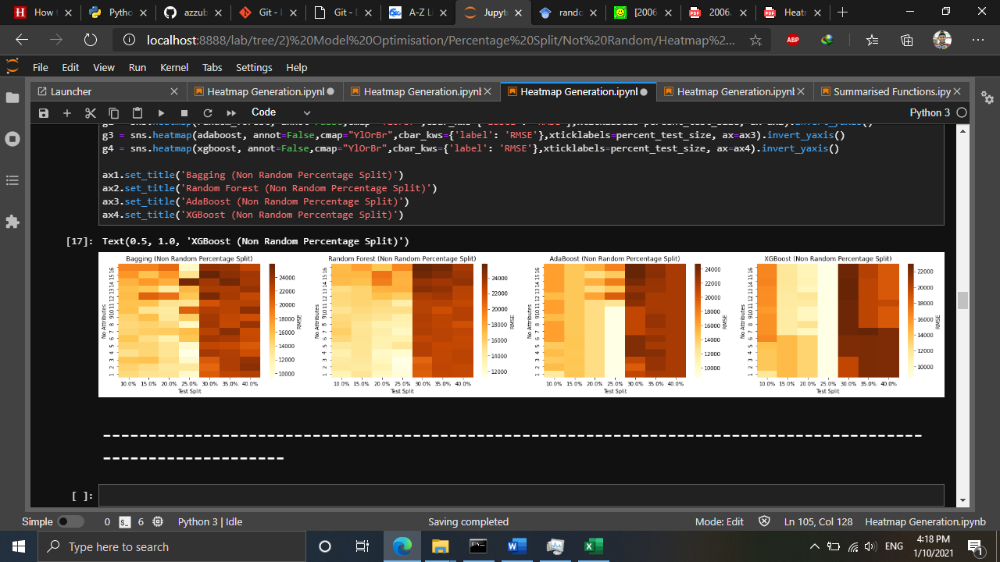 How t
Pytho
azzub
Git - I
Git - D
A-Z Li
Jupyt
rando
[2006
2006.
Heatr
localhost:8888/lab/tree/2)%20Model%20Optimisation/Percentage%20Split/Not%20Random/Heatmap%2...
ABP
File Edit View Run Kernel Tabs Settings Help
Launcher
Heatmap Generation.ipynl
Heatmap Generation.ipynl
Heatmap Generation.ipynl
Heatmap Generation.ipynl
Summarised Functions.ipy
Code
Python 3
g3 = sns.heatmap(adaboost, annot=False,cmap="YlOrBr",cbar_kws={'label': 'RMSE'},xticklabels=percent_test_size, ax=ax3).invert_yaxis()
g4 = sns.heatmap(xgboost, annot=False,cmap="YlOrBr",cbar_kws={'label': 'RMSE'},xticklabels=percent_test_size, ax=ax4).invert_yaxis()
ax1.set_title('Bagging (Non Random Percentage Split)')
ax2.set_title('Random Forest (Non Random Percentage Split)')
ax3.set_title('AdaBoost (Non Random Percentage Split)')
ax4.set_title('XGBoost (Non Random Percentage Split)')
[17]: Text(0.5, 1.0, 'XGBoost (Non Random Percentage Split)')
Bagging (Non Random Percentage Split)
No Attributes
1 2 3 4 5 6 7 8 9 10 11 12 13 14 15 16
10.0% 15.0% 20.0% 25.0% 30.0% 35.0% 40.0%
Test Split
24000
22000
20000
18000
16000
14000
12000
10000
RMSE
Random Forest (Non Random Percentage Split)
No Attributes
1 2 3 4 5 6 7 8 9 10 11 12 13 14 15 16
10.0% 15.0% 20.0% 25.0% 30.0% 35.0% 40.0%
Test Split
24000
22000
20000
18000
16000
14000
12000
RMSE
AdaBoost (Non Random Percentage Split)
No Attributes
1 2 3 4 5 6 7 8 9 10 11 12 13 14 15 16
10.0% 15.0% 20.0% 25.0% 30.0% 35.0% 40.0%
Test Split
24000
22000
20000
18000
16000
14000
12000
10000
RMSE
XGBoost (Non Random Percentage Split)
No Attributes
1 2 3 4 5 6 7 8 9 10 11 12 13 14 15 16
10.0% 15.0% 20.0% 25.0% 30.0% 35.0% 40.0%
Test Split
22000
20000
18000
16000
14000
12000
10000
RMSE
[ ]:
Simple 0 $_ 6 Python 3 | Idle Saving completed Mode: Edit Ln 105, Col 128 Heatmap Generation.ipynb
Type here to search
ENG
4:18 PM
1/10/2021
1